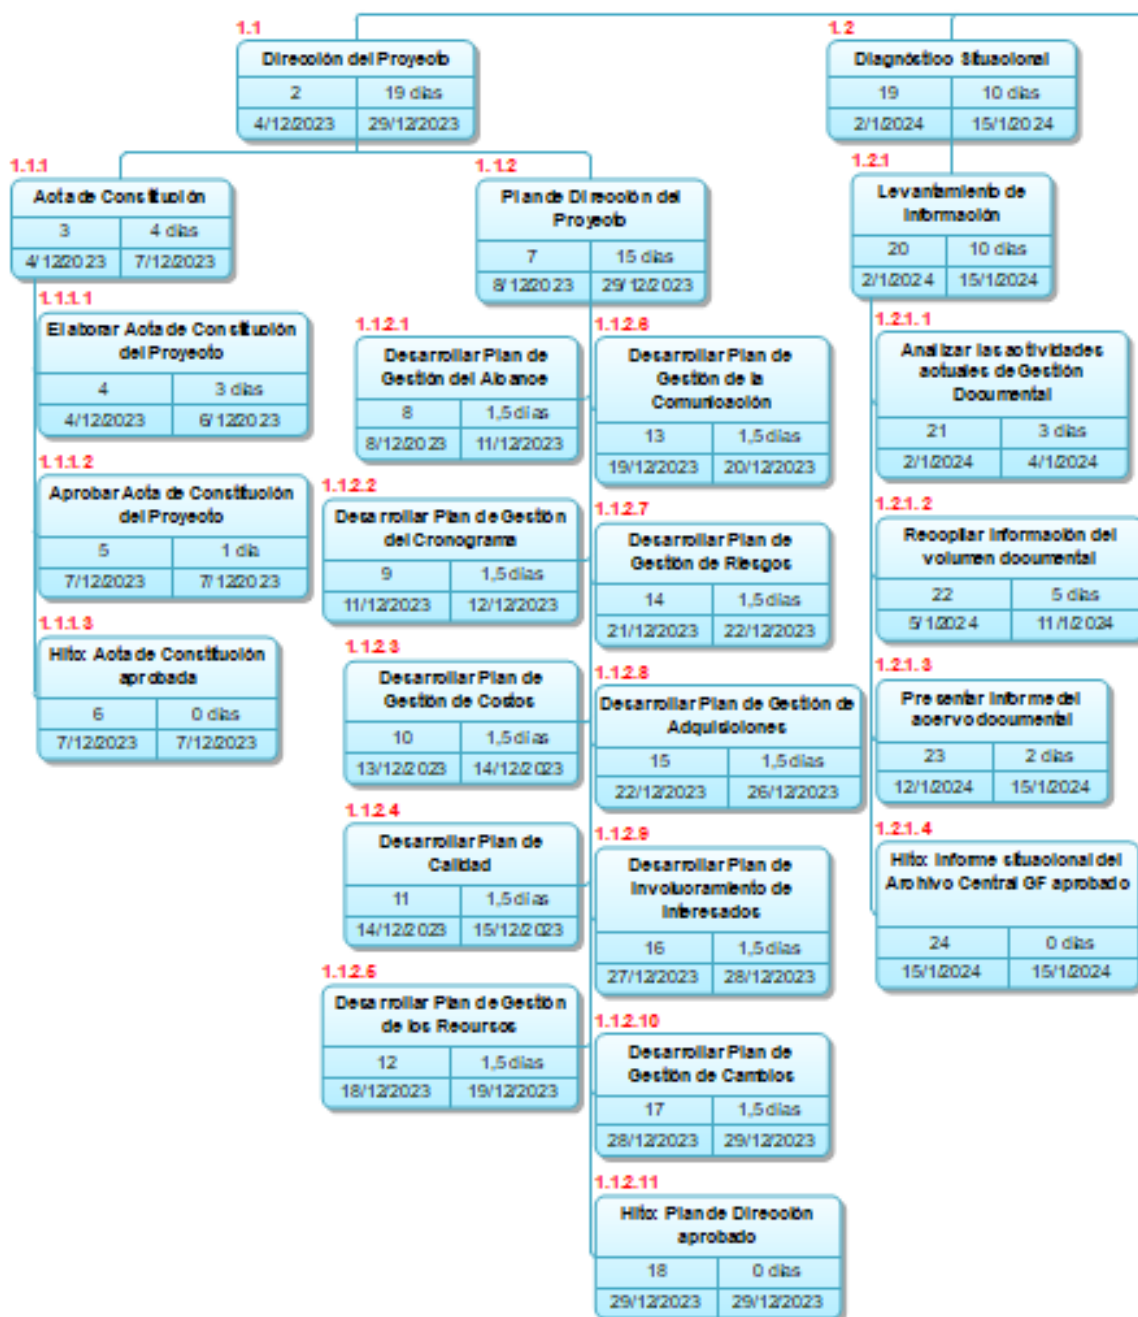 1.1
Dirección del Proyecto
2 19 días
4/12/2023 29/12/2023
1.1.1
Acta de Constitución
3 4 días
4/12/2023 7/12/2023
1.1.1.1
Elaborar Acta de Constitución
del Proyecto
4 3 días
4/12/2023 6/12/2023
1.1.1.2
Aprobar Acta de Constitución
del Proyecto
5 1 día
7/12/2023 7/12/2023
1.1.1.3
Hito: Acta de Constitución
aprobada
6 0 días
7/12/2023 7/12/2023
1.1.2
Plan de Dirección del
Proyecto
7 15 días
8/12/2023 29/12/2023
1.1.2.1
Desarrollar Plan de
Gestión del Alcance
8 1,5 días
8/12/2023 11/12/2023
1.1.2.2
Desarrollar Plan de Gestión
del Cronograma
9 1,5 días
11/12/2023 12/12/2023
1.1.2.3
Desarrollar Plan de
Gestión de Costos
10 1,5 días
13/12/2023 14/12/2023
1.1.2.4
Desarrollar Plan de
Calidad
11 1,5 días
14/12/2023 15/12/2023
1.1.2.5
Desarrollar Plan de Gestión
de los Recursos
12 1,5 días
18/12/2023 19/12/2023
1.1.2.6
Desarrollar Plan de
Gestión de la
Comunicación
13 1,5 días
19/12/2023 20/12/2023
1.1.2.7
Desarrollar Plan de
Gestión de Riesgos
14 1,5 días
21/12/2023 22/12/2023
1.1.2.8
Desarrollar Plan de Gestión de
Adquisiciones
15 1,5 días
22/12/2023 26/12/2023
1.1.2.9
Desarrollar Plan de
Involucramiento de
Interesados
16 1,5 días
27/12/2023 28/12/2023
1.1.2.10
Desarrollar Plan de
Gestión de Cambios
17 1,5 días
28/12/2023 29/12/2023
1.1.2.11
Hito: Plan de Dirección
aprobado
18 0 días
29/12/2023 29/12/2023
1.2
Diagnóstico Situacional
19 10 días
2/1/2024 15/1/2024
1.2.1
Levantamiento de
Información
20 10 días
2/1/2024 15/1/2024
1.2.1.1
Analizar las actividades
actuales de Gestión
Documental
21 3 días
2/1/2024 4/1/2024
1.2.1.2
Recopilar Información del
volumen documental
22 5 días
5/1/2024 11/1/2024
1.2.1.3
Presentar Informe del
acervo documental
23 2 días
12/1/2024 15/1/2024
1.2.1.4
Hito: Informe situacional del
Archivo Central GF aprobado
24 0 días
15/1/2024 15/1/2024